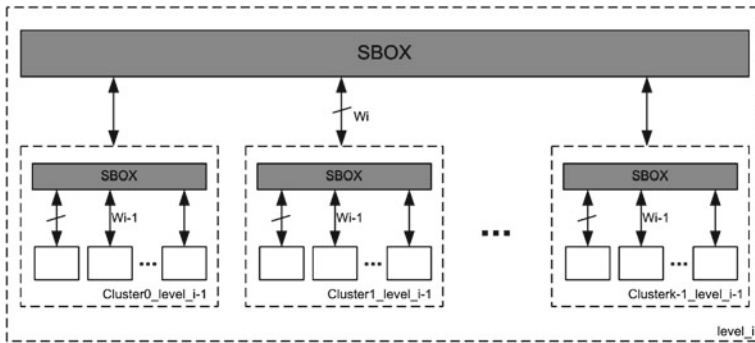 SBOX
Wi
SBOX
SBOX
SBOX
Wi-1
Wi-1
Wi-1
...
...
...
...
Cluster0_level_i-1
Cluster1_level_i-1
Clusterk-1_level_i-1
level_i